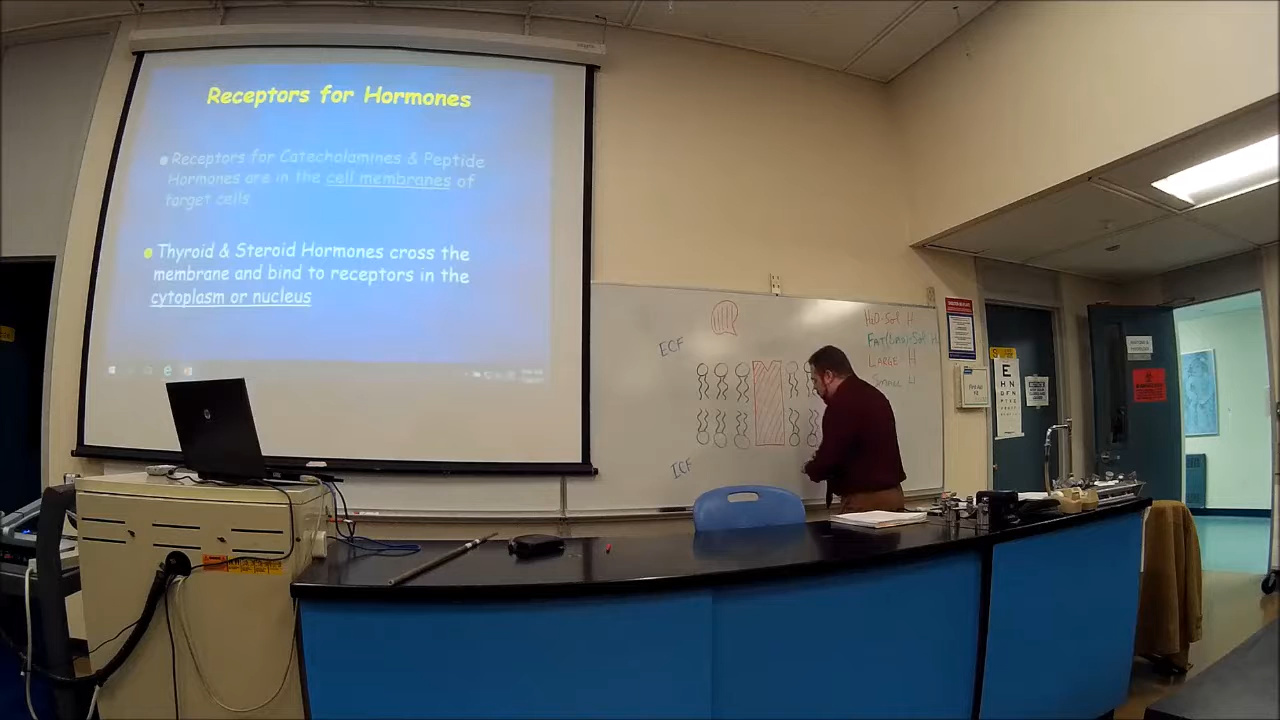 Receptors for Hormones
Receptors for Catecholamines & Peptide
Hormones are in the cell membranes of
target cells
Thyroid & Steroid Hormones cross the
membrane and bind to receptors in the
cytoplasm or nucleus
ECF
ICF
H2O-Sol H
LARGE H
Small H
E